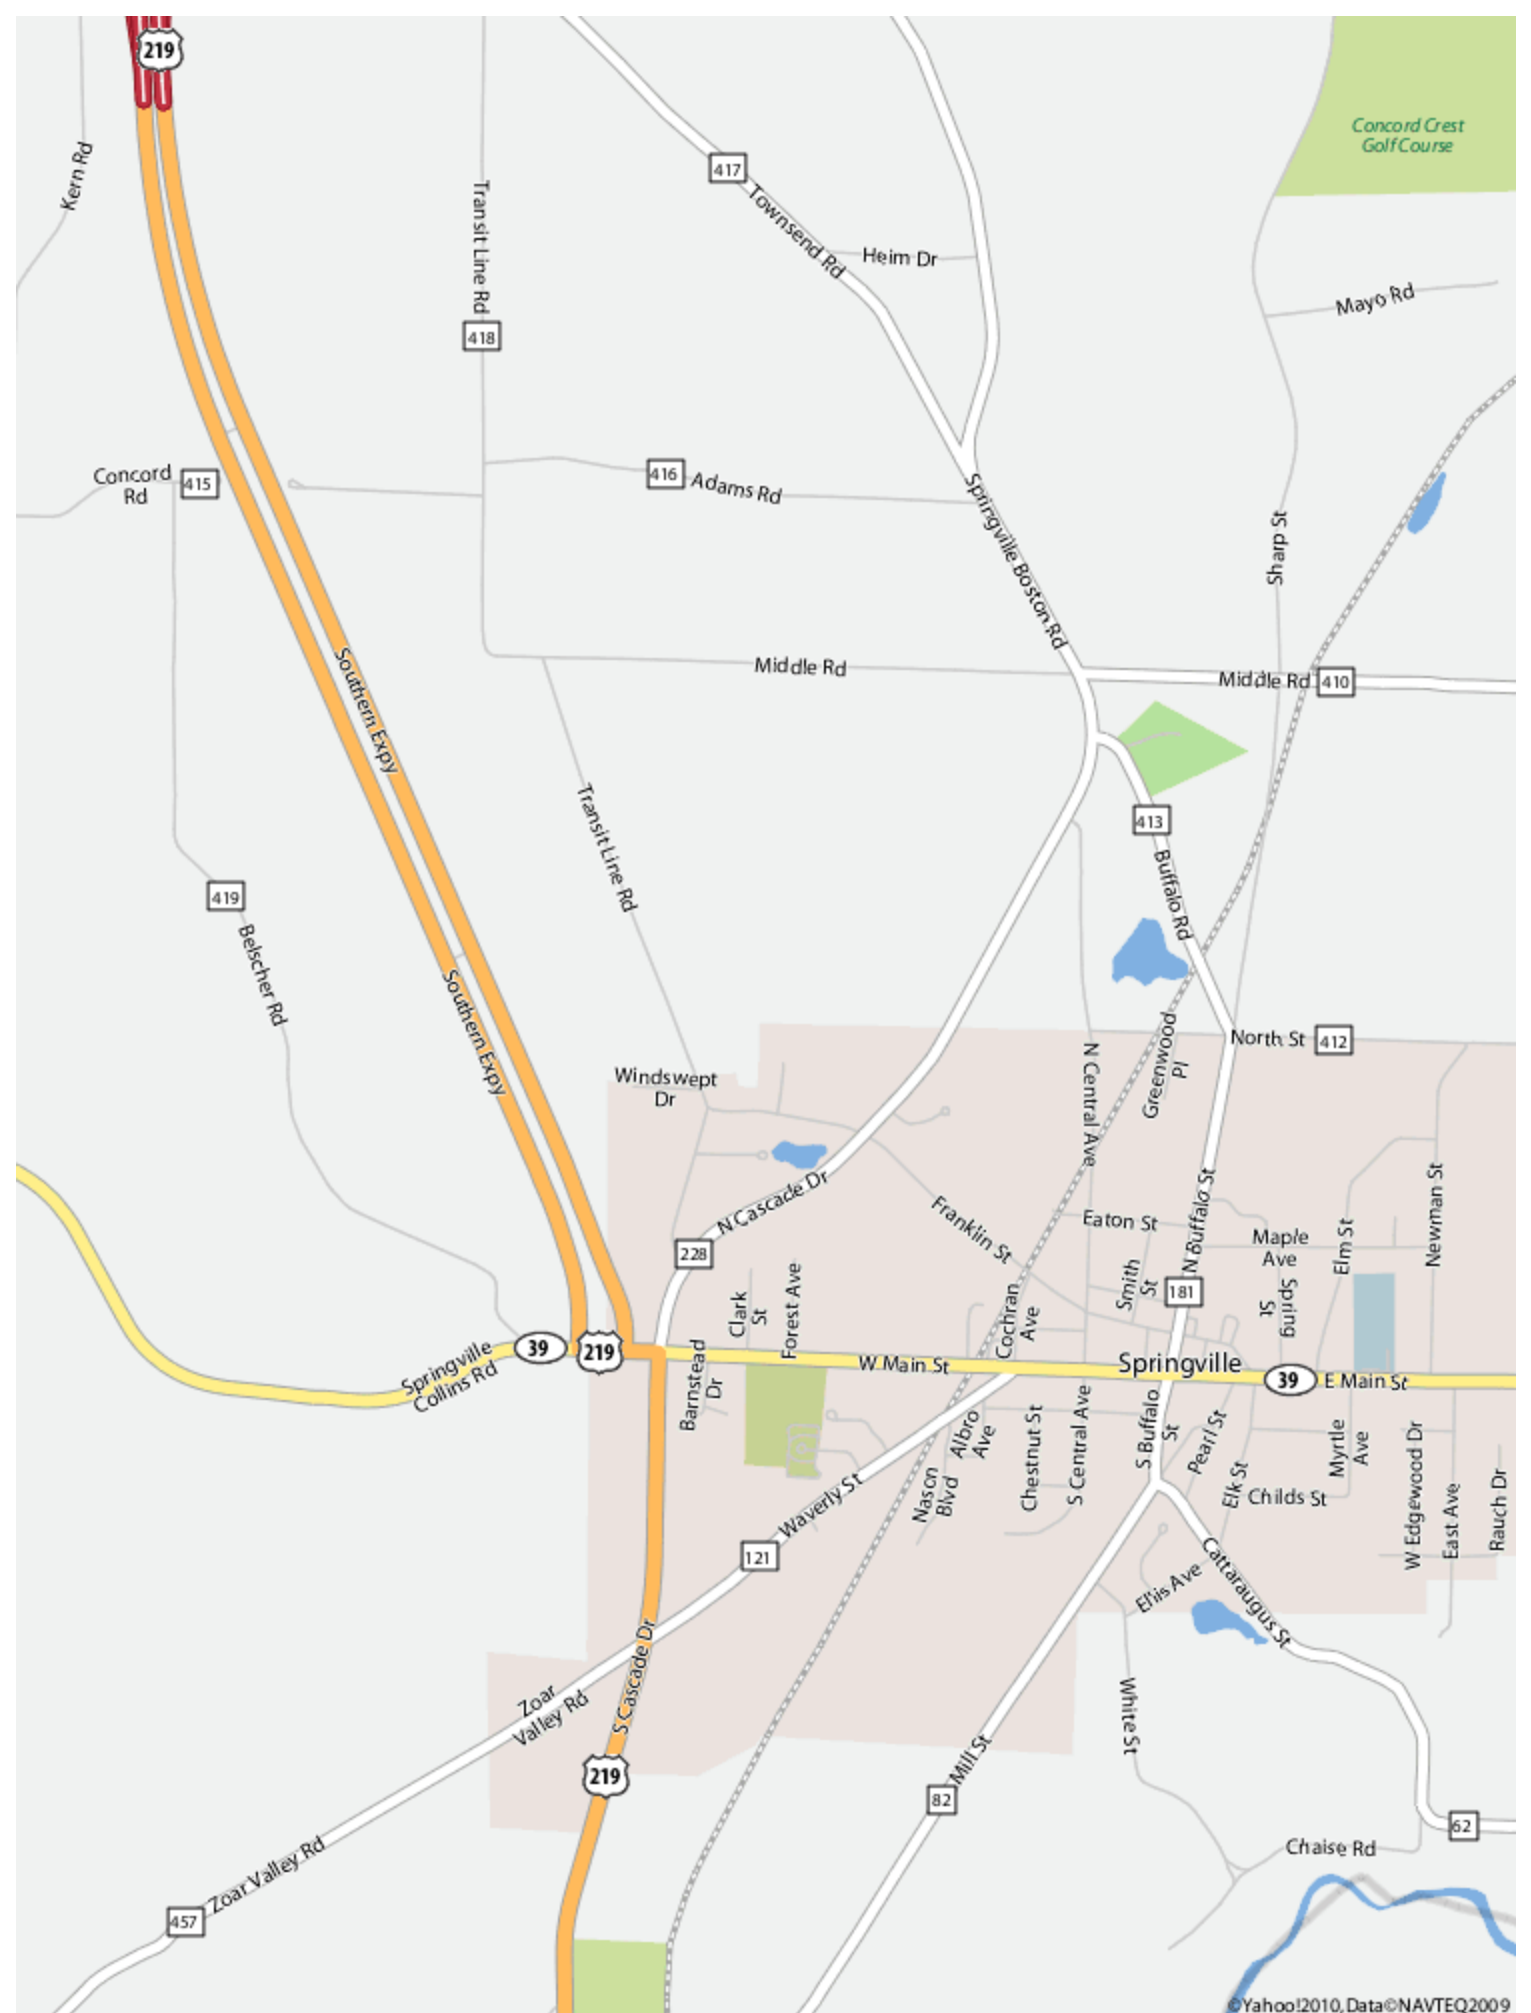 219
Kern Rd
Transit Line Rd
417
Townsend Rd
Heim Dr
Concord Crest
Golf Course
Mayo Rd
418
Concord
Rd
415
416
Adams Rd
Springville Boston Rd
Sharp St
Southern Expy
Middle Rd
Middle Rd
410
Transit Line Rd
413
Buffalo Rd
419
Belscher Rd
Southern Expy
Greenwood
Pl
North St
412
N Central Ave
Windswept
Dr
N Cascade Dr
228
Franklin St
Eaton St
N Buffalo St
Maple
Ave
Elm St
Newman St
Smith
St
181
Spring
St
Clark
St
Forest Ave
Cochran
Ave
39
219
Springville
Collins Rd
Barnstead
Dr
W Main St
Springville
39
E Main St
Albro
Ave
Nason
Blvd
Chestnut St
S Central Ave
S Buffalo
St
Pearl St
Elk St
Childs St
Myrtle
Ave
W Edgewood Dr
East Ave
Rauch Dr
Waverly St
121
Ellis Ave
Cattaraugus St
S Cascade Dr
Zoar
Valley Rd
White St
219
Mill St
82
62
Chaise Rd
Zoar Valley Rd
457
©Yahoo!2010, Data©NAVTEQ2009